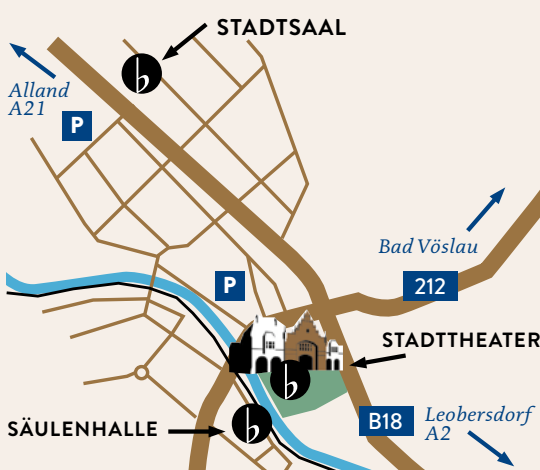 STADTSAAL
Alland
A21
P
Bad Vöslau
P
212
STADTTHEATER
B18
Leobersdorf
A2
SÄULENHALLE